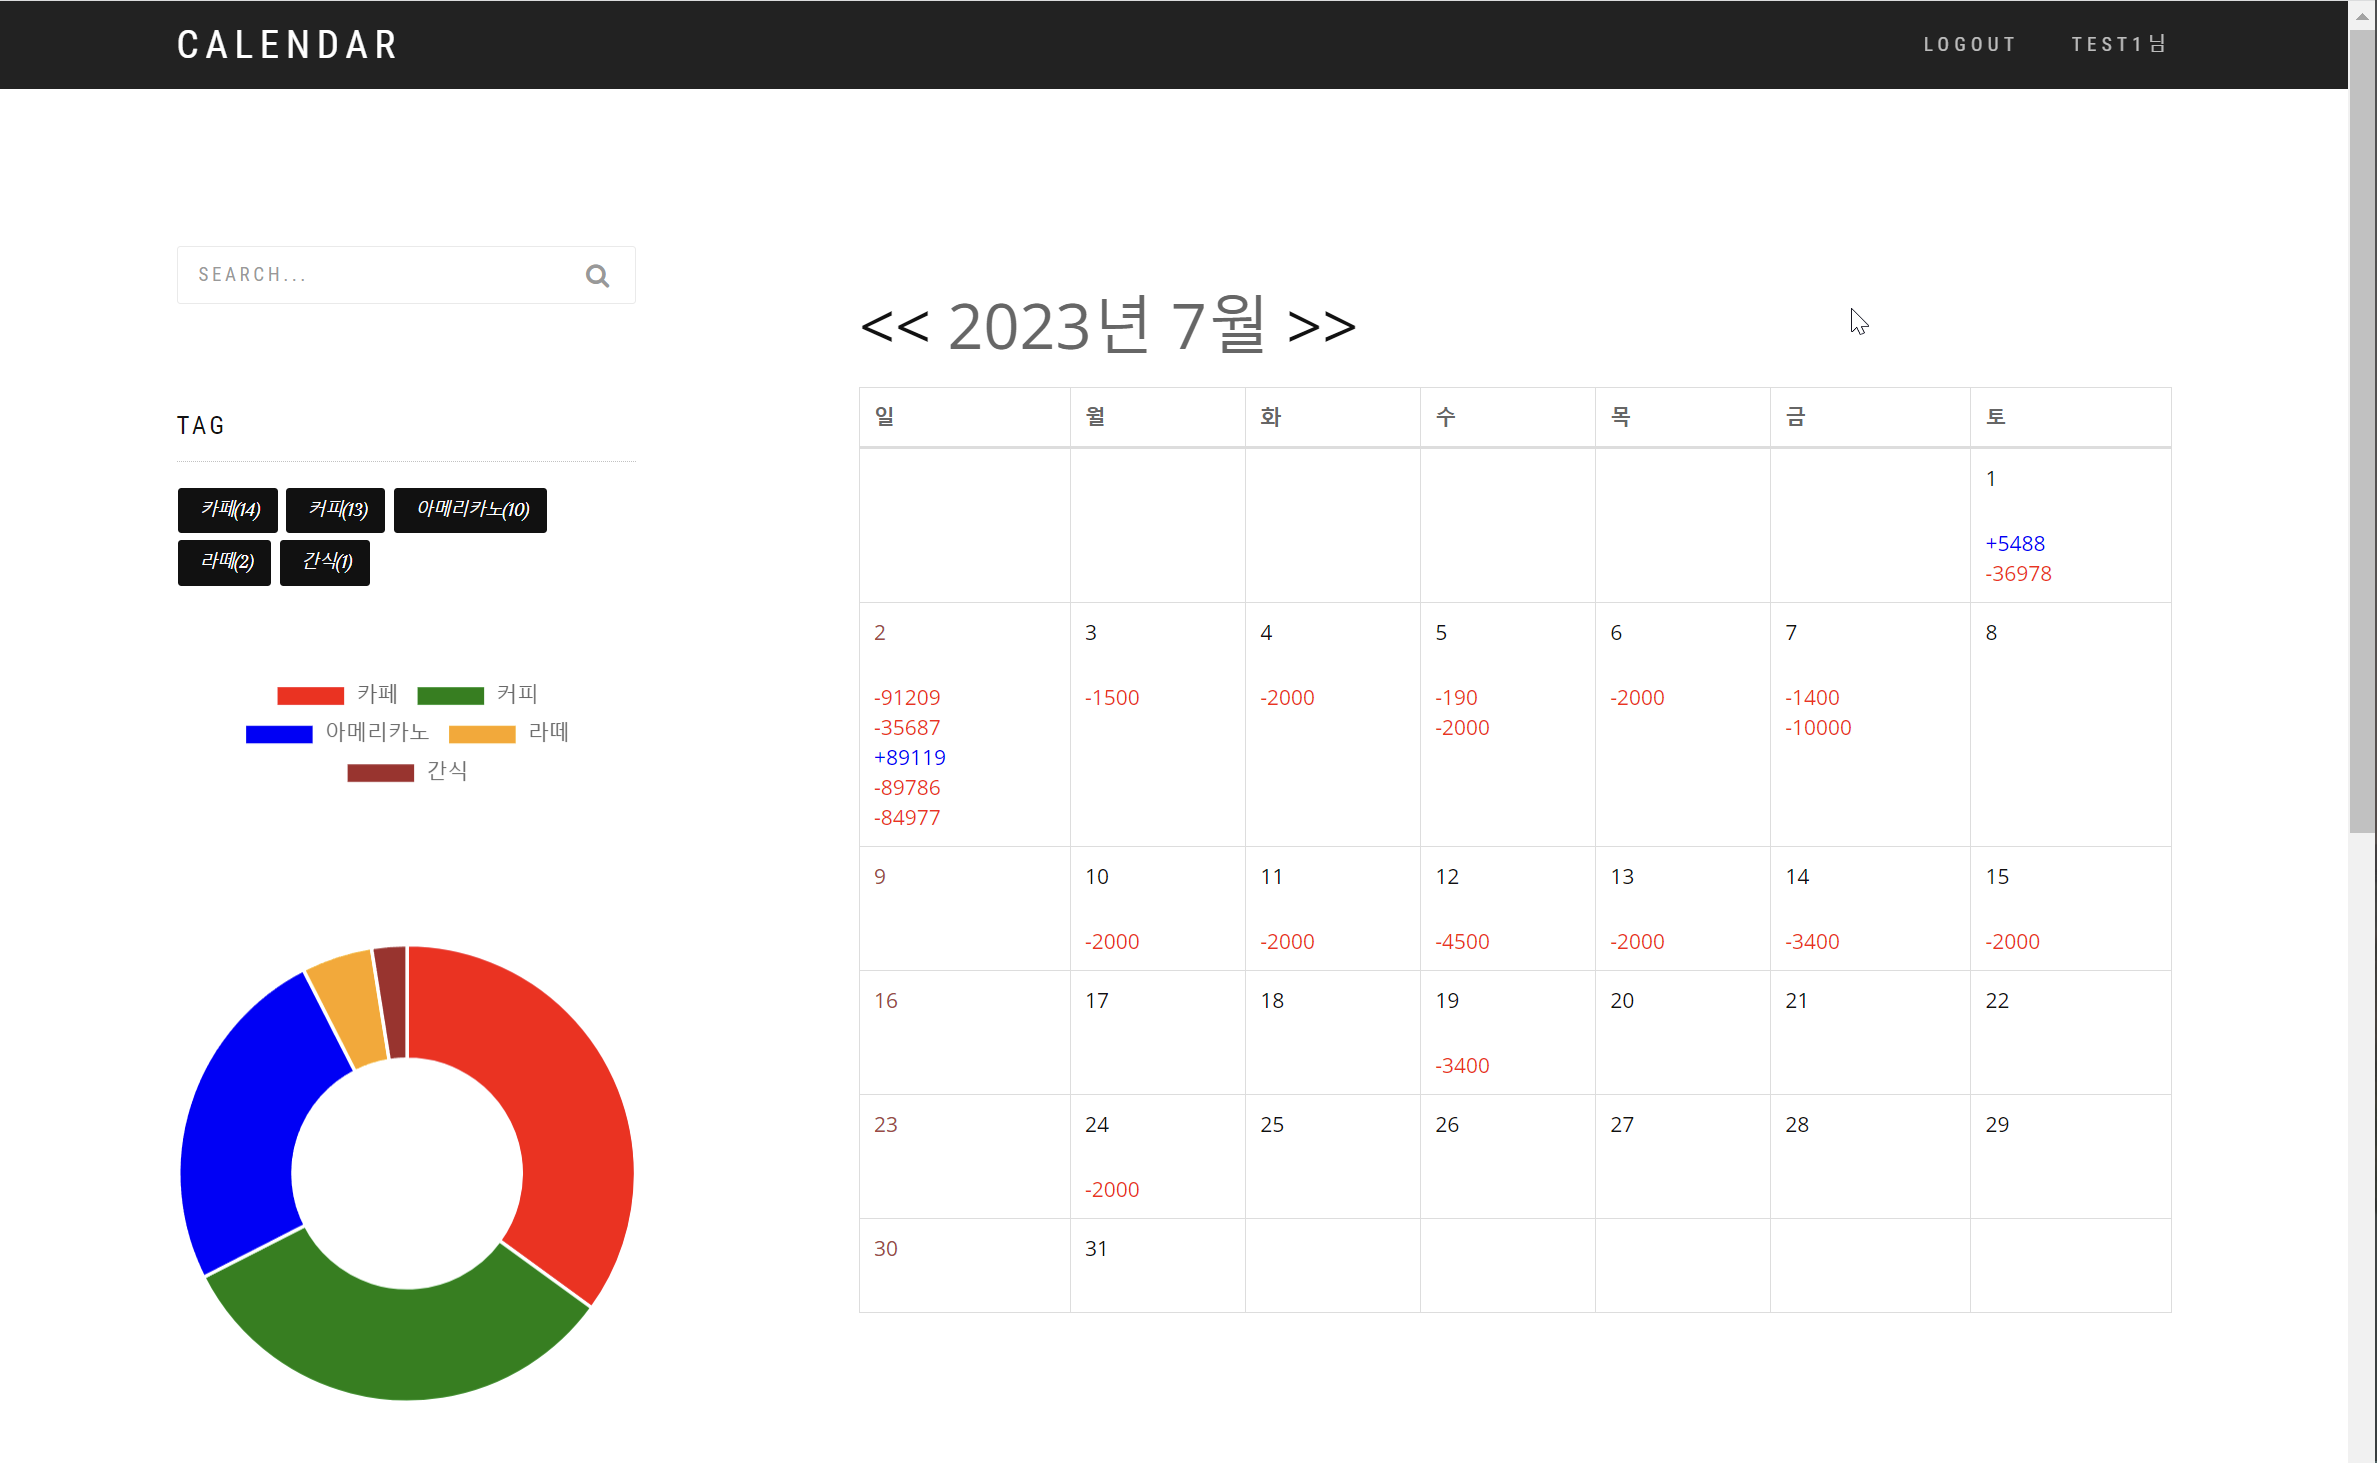 CALENDAR
LOGOUT TEST1님
SEARCH...
TAG
카페(14) 커피(13) 아메리카노(10)
라떼(2) 간식(1)
카페 커피
아메리카노 라떼
간식
<< 2023년 7월 >>
일 월 화 수 목 금 토
1
+5488
-36978
2 3 4 5 6 7 8
-91209 -1500 -2000 -190 -2000 -1400
-35687 -2000 -10000
+89119
-89786
-84977
9 10 11 12 13 14 15
-2000 -2000 -4500 -2000 -3400 -2000
16 17 18 19 20 21 22
-3400
23 24 25 26 27 28 29
-2000
30 31